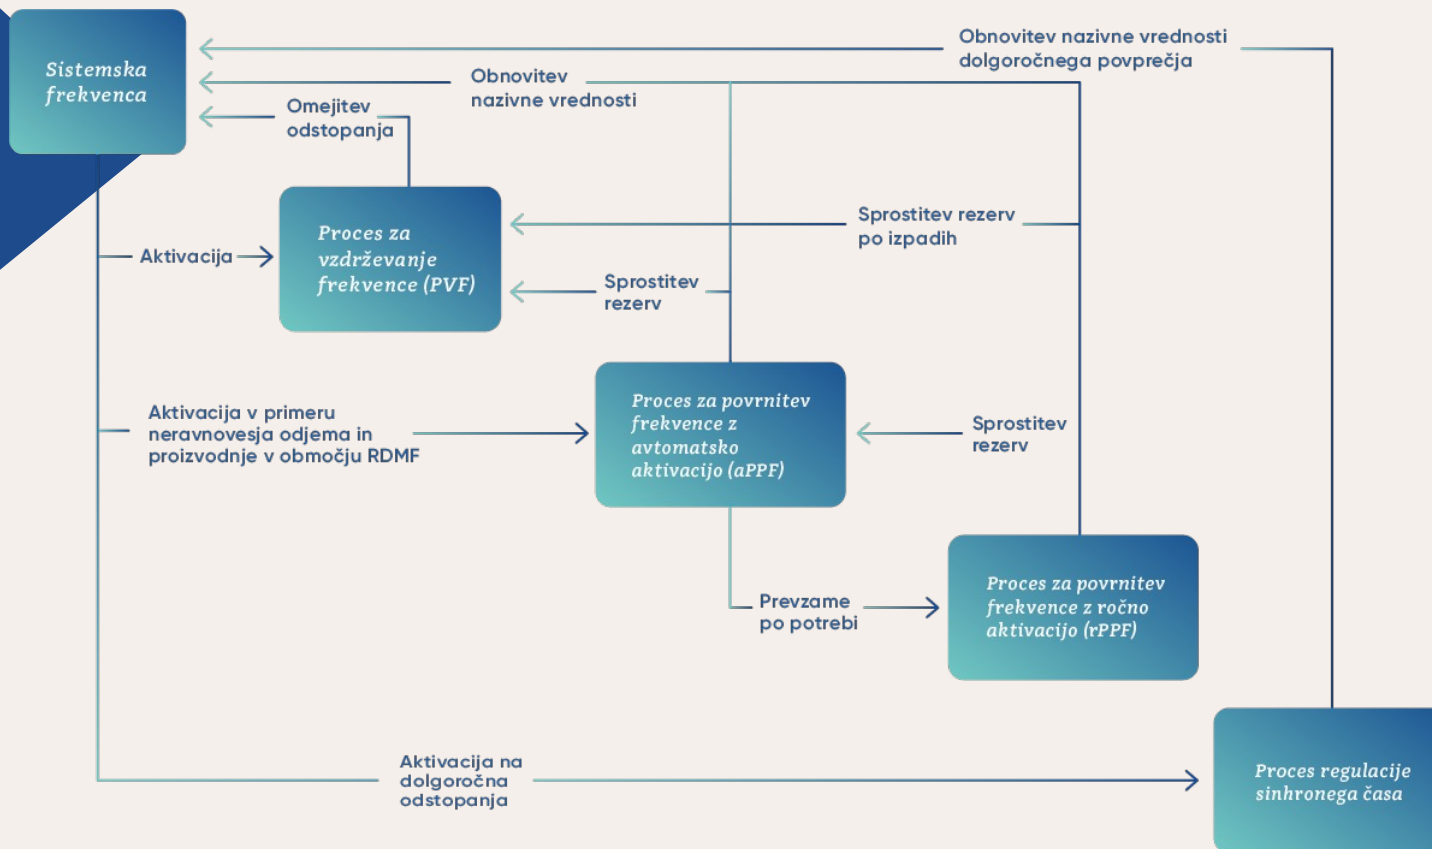 Sistemska
frekvenca
Obnovitev nazivne vrednosti
dolgoročnega povprečja
Obnovitev
nazivne vrednosti
Omejitev
odstopanja
Aktivacija
Proces za
vzdrževanje
frekvence (PVF)
Sprostitev rezerv
po izpadih
Sprostitev
rezerv
Aktivacija v primeru
neravnovesja odjema in
proizvodnje v območju RDMF
Proces za povrnitev
frekvence z
avtomatsko
aktivacijo (aPPF)
Sprostitev
rezerv
Prevzame
po potrebi
Proces za povrnitev
frekvence z ročno
aktivacijo (rPPF)
Aktivacija na
dolgoročna
odstopanja
Proces regulacije
sinhronega časa